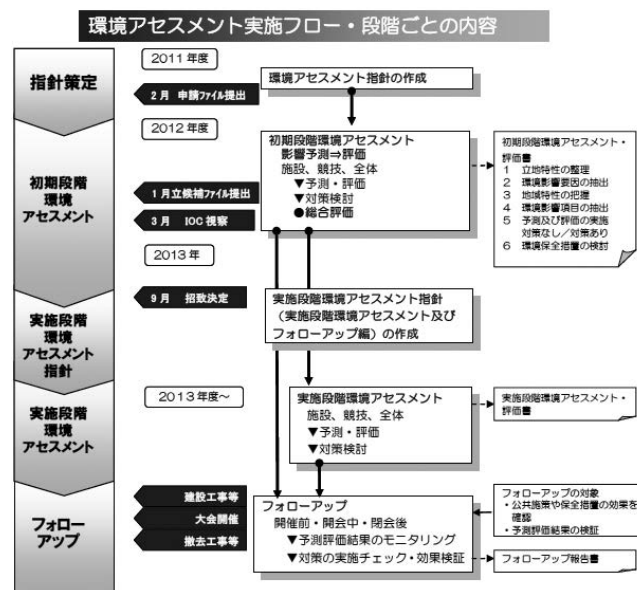 環境アセスメント実施フロー・段階ごとの内容
指針策定
2011年度
2月 申請ファイル提出
環境アセスメント指針の作成
初期段階
環境
アセスメント
2012年度
1月立候補ファイル提出
3月 IOC視察
2013年
初期段階環境アセスメント
影響予測⇒評価
施設、競技、全体
▼予測・評価
▼対策検討
●総合評価
初期段階環境アセスメント・
評価書
1 立地特性の整理
2 環境影響要因の抽出
3 地域特性の把握
4 環境影響項目の抽出
5 予測及び評価の実施
対策なし／対策あり
6 環境保全措置の検討
実施段階
環境
アセスメント
指針
9月 招致決定
実施段階環境アセスメント指針
（実施段階環境アセスメント及び
フォローアップ編）の作成
実施段階
環境
アセスメント
2013年度～
実施段階環境アセスメント
施設、競技、全体
▼予測・評価
▼対策検討
実施段階環境アセスメント・
評価書
フォロー
アップ
建設工事等
大会開催
撤去工事等
フォローアップ
開催前・開会中・閉会後
▼予測評価結果のモニタリング
▼対策の実施チェック・効果検証
フォローアップの対象
・公共施策や保全措置の効果を
確認
・予測評価結果の検証
フォローアップ報告書